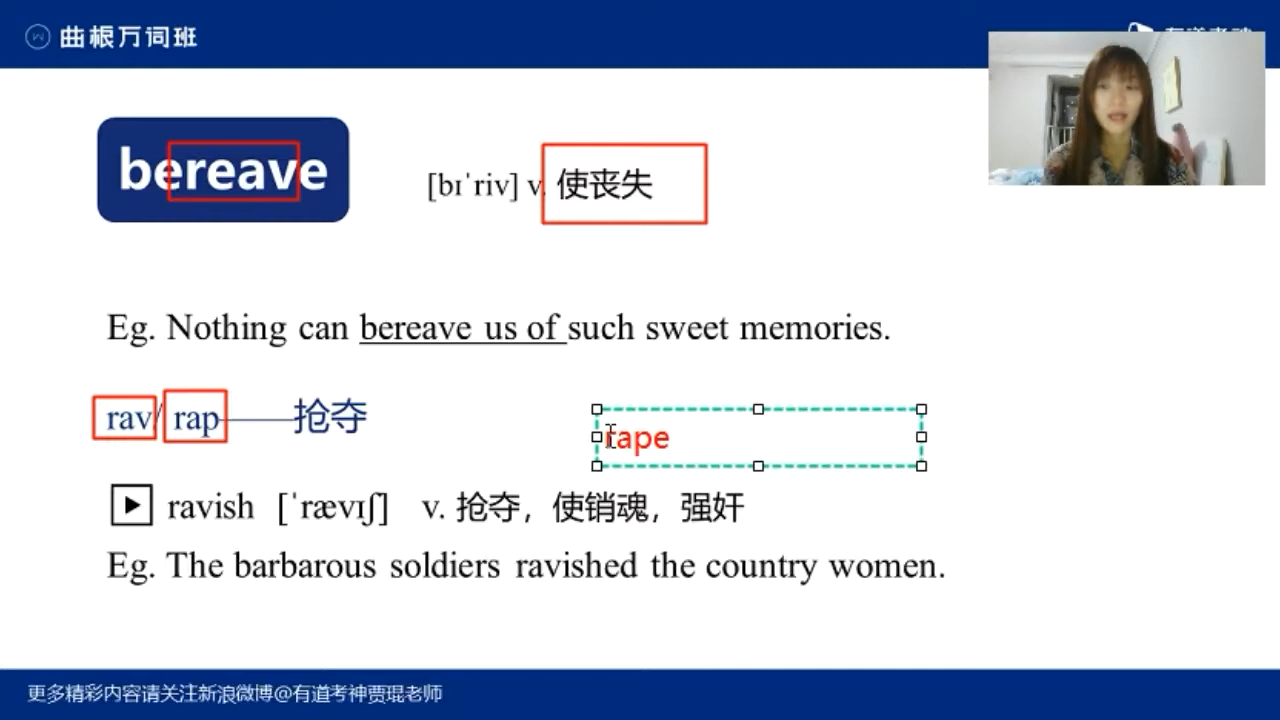 曲根万词班
bereave
[bɪˈriv] v. 使丧失
Eg. Nothing can bereave us of such sweet memories.
rav/ rap——抢夺
rape
ravish [ˈrævɪʃ] v. 抢夺，使销魂，强奸
Eg. The barbarous soldiers ravished the country women.
更多精彩内容请关注新浪微博@有道考神贾琨老师